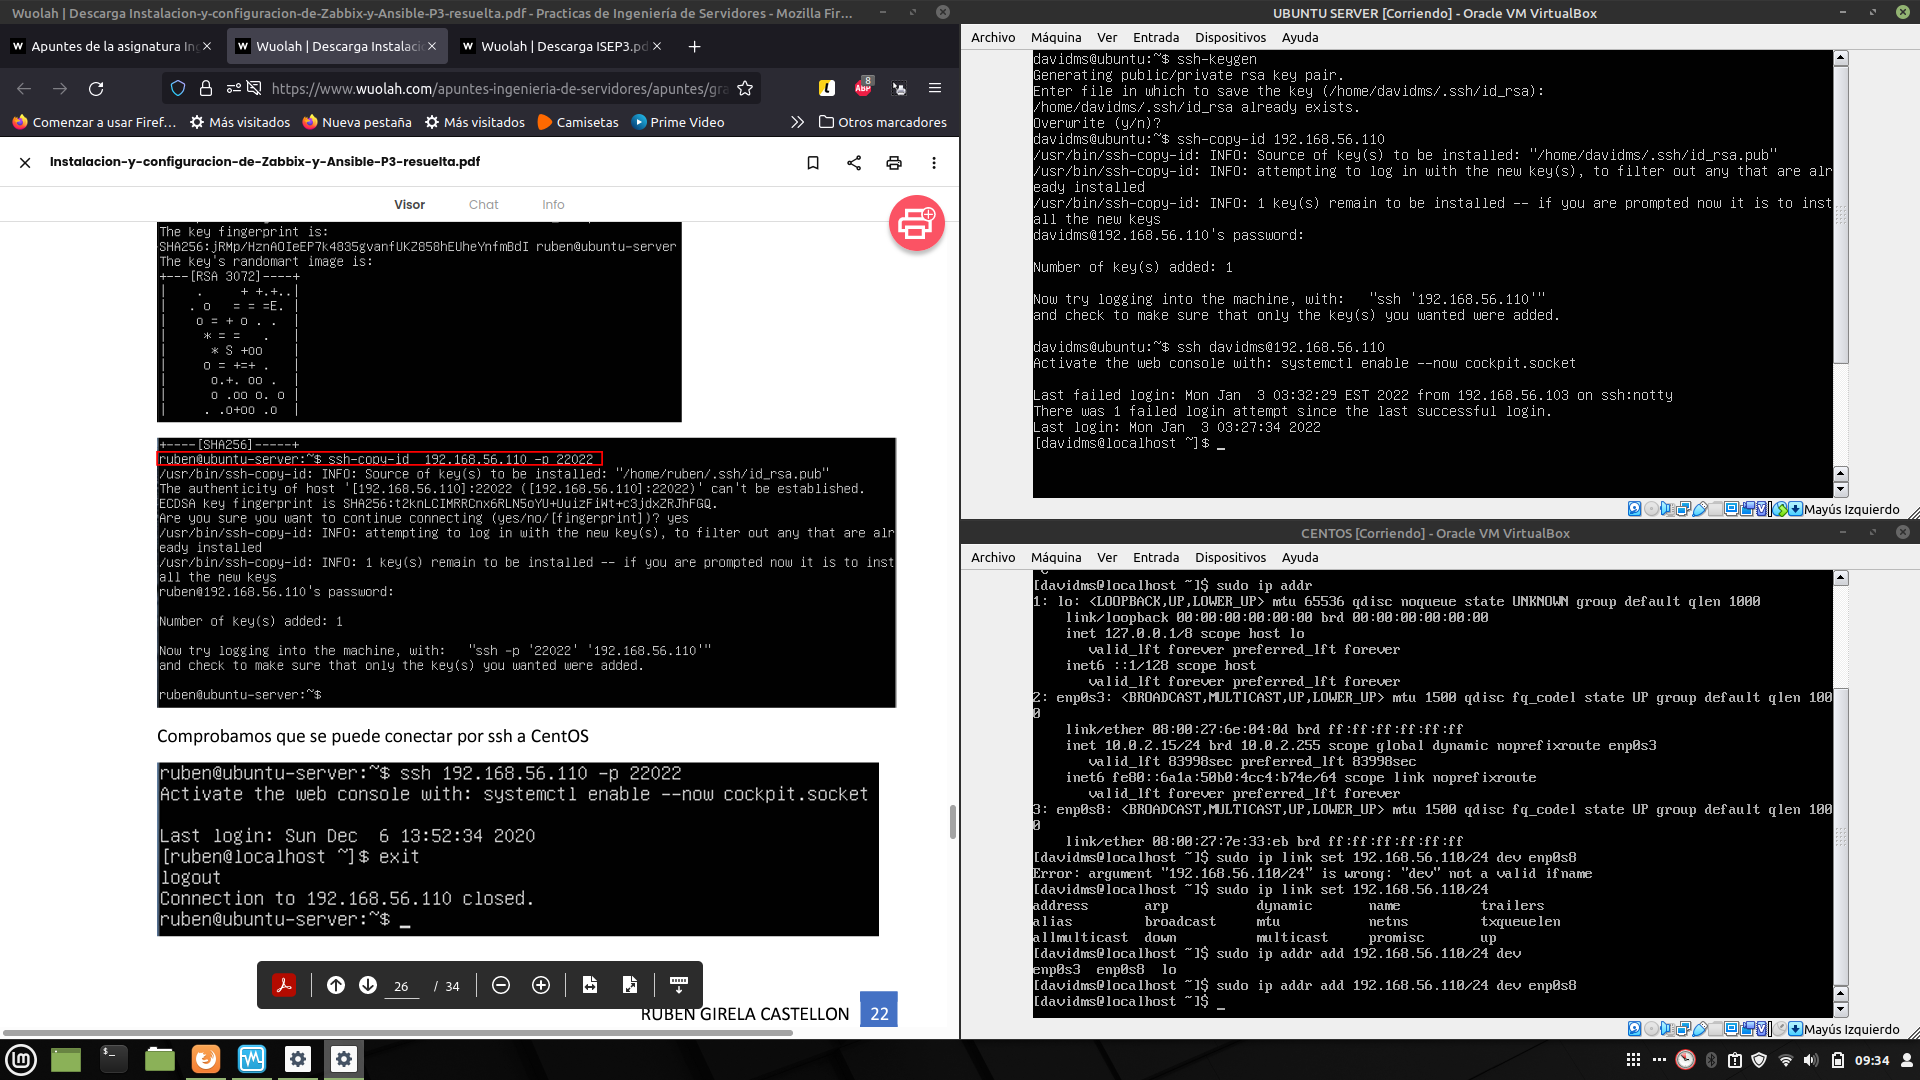 Wuolah | Descarga Instalacion-y-configuracion-de-Zabbix-y-Ansible-P3-resuelta.pdf - Practicas de Ingeniería de Servidores - Mozilla Fir...
Apuntes de la asignatura In
Wuolah | Descarga Instalaci
Wuolah | Descarga ISEP3.pd
https://www.wuolah.com/apuntes-ingenieria-de-servidores/apuntes/gra
8
ABP
Comenzar a usar Firef...
Más visitados
Nueva pestaña
Más visitados
Camisetas
Prime Video
Otros marcadores
Instalacion-y-configuracion-de-Zabbix-y-Ansible-P3-resuelta.pdf
Visor
Chat
Info
The key fingerprint is:
SHA256:jRMp/HznAOIeEP7k4835gvanfUKZ858hEUheYnfmBdI ruben@ubuntu-server
The key's randomart image is:
+---[RSA 3072]----+
|    .     + +.+..|
|   . o   = = =E. |
|    o = + o . .  |
|     * = =   .   |
|      * S +oo    |
|     o = +=+ .   |
|      o.+. oo .  |
|      o .oo o. o |
|     . .o+oo .o  |
+----[SHA256]-----+
ruben@ubuntu-server:~$ ssh-copy-id  192.168.56.110 -p 22022
/usr/bin/ssh-copy-id: INFO: Source of key(s) to be installed: "/home/ruben/.ssh/id_rsa.pub"
The authenticity of host '[192.168.56.110]:22022 ([192.168.56.110]:22022)' can't be established.
ECDSA key fingerprint is SHA256:t2knLCIMRRCnx6RLN5oYU+UuizFiWt+c3jdxZRJhFGQ.
Are you sure you want to continue connecting (yes/no/[fingerprint])? yes
/usr/bin/ssh-copy-id: INFO: attempting to log in with the new key(s), to filter out any that are alr
eady installed
/usr/bin/ssh-copy-id: INFO: 1 key(s) remain to be installed -- if you are prompted now it is to inst
all the new keys
ruben@192.168.56.110's password:
Number of key(s) added: 1
Now try logging into the machine, with:   "ssh -p '22022' '192.168.56.110'"
and check to make sure that only the key(s) you wanted were added.
ruben@ubuntu-server:~$
Comprobamos que se puede conectar por ssh a CentOS
ruben@ubuntu-server:~$ ssh 192.168.56.110 -p 22022
Activate the web console with: systemctl enable --now cockpit.socket
Last login: Sun Dec  6 13:52:34 2020
[ruben@localhost ~]$ exit
logout
Connection to 192.168.56.110 closed.
ruben@ubuntu-server:~$ _
26 / 34
RUBEN GIRELA CASTELLON 22
UBUNTU SERVER [Corriendo] - Oracle VM VirtualBox
Archivo Máquina Ver Entrada Dispositivos Ayuda
davidms@ubuntu:~$ ssh-keygen
Generating public/private rsa key pair.
Enter file in which to save the key (/home/davidms/.ssh/id_rsa):
/home/davidms/.ssh/id_rsa already exists.
Overwrite (y/n)?
davidms@ubuntu:~$ ssh-copy-id 192.168.56.110
/usr/bin/ssh-copy-id: INFO: Source of key(s) to be installed: "/home/davidms/.ssh/id_rsa.pub"
/usr/bin/ssh-copy-id: INFO: attempting to log in with the new key(s), to filter out any that are alr
eady installed
/usr/bin/ssh-copy-id: INFO: 1 key(s) remain to be installed -- if you are prompted now it is to inst
all the new keys
davidms@192.168.56.110's password:
Number of key(s) added: 1
Now try logging into the machine, with:   "ssh '192.168.56.110'"
and check to make sure that only the key(s) you wanted were added.
davidms@ubuntu:~$ ssh davidms@192.168.56.110
Activate the web console with: systemctl enable --now cockpit.socket
Last failed login: Mon Jan  3 03:32:29 EST 2022 from 192.168.56.103 on ssh:notty
There was 1 failed login attempt since the last successful login.
Last login: Mon Jan  3 03:27:34 2022
[davidms@localhost ~]$ _
Mayús Izquierdo
CENTOS [Corriendo] - Oracle VM VirtualBox
Archivo Máquina Ver Entrada Dispositivos Ayuda
[davidms@localhost ~]$ sudo ip addr
1: lo: <LOOPBACK,UP,LOWER_UP> mtu 65536 qdisc noqueue state UNKNOWN group default qlen 1000
    link/loopback 00:00:00:00:00:00 brd 00:00:00:00:00:00
    inet 127.0.0.1/8 scope host lo
       valid_lft forever preferred_lft forever
    inet6 ::1/128 scope host
       valid_lft forever preferred_lft forever
2: enp0s3: <BROADCAST,MULTICAST,UP,LOWER_UP> mtu 1500 qdisc fq_codel state UP group default qlen 100
0
    link/ether 08:00:27:6e:04:0d brd ff:ff:ff:ff:ff:ff
    inet 10.0.2.15/24 brd 10.0.2.255 scope global dynamic noprefixroute enp0s3
       valid_lft 83998sec preferred_lft 83998sec
    inet6 fe80::6a1a:50b0:4cc4:b74e/64 scope link noprefixroute
       valid_lft forever preferred_lft forever
3: enp0s8: <BROADCAST,MULTICAST,UP,LOWER_UP> mtu 1500 qdisc fq_codel state UP group default qlen 100
0
    link/ether 08:00:27:7e:33:eb brd ff:ff:ff:ff:ff:ff
[davidms@localhost ~]$ sudo ip link set 192.168.56.110/24 dev enp0s8
Error: argument "192.168.56.110/24" is wrong: "dev" not a valid ifname
[davidms@localhost ~]$ sudo ip link set 192.168.56.110/24
address       arp           dynamic       name          trailers
alias         broadcast     mtu           netns         txqueuelen
allmulticast  down          multicast     promisc       up
[davidms@localhost ~]$ sudo ip addr add 192.168.56.110/24 dev
enp0s3  enp0s8  lo
[davidms@localhost ~]$ sudo ip addr add 192.168.56.110/24 dev enp0s8
[davidms@localhost ~]$ _
Mayús Izquierdo
09:34